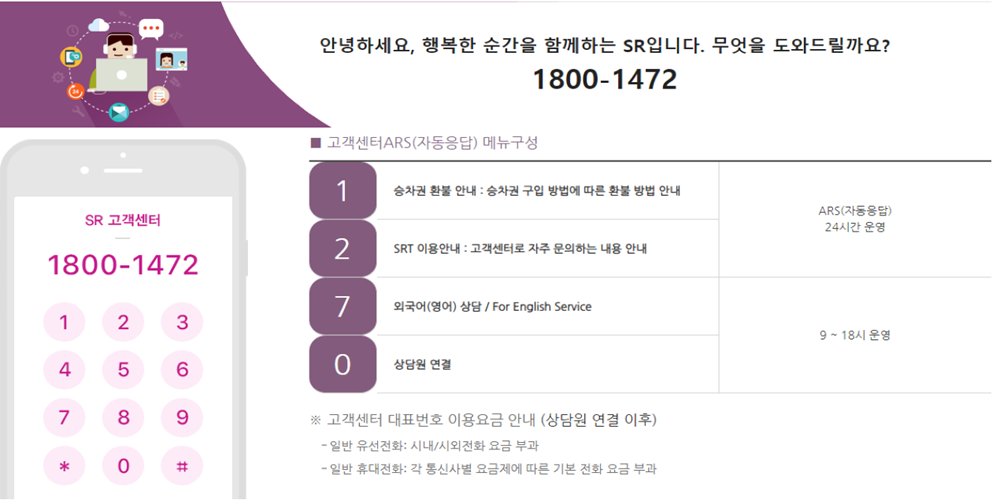 안녕하세요, 행복한 순간을 함께하는 SR입니다. 무엇을 도와드릴까요?
1800-1472
■ 고객센터ARS(자동응답) 메뉴구성
1 승차권 환불 안내 : 승차권 구입 방법에 따른 환불 방법 안내
2 SRT 이용안내 : 고객센터로 자주 문의하는 내용 안내
ARS(자동응답)
24시간 운영
7 외국어(영어) 상담 / For English Service
0 상담원 연결
9 ~ 18시 운영
※ 고객센터 대표번호 이용요금 안내 (상담원 연결 이후)
- 일반 유선전화: 시내/시외전화 요금 부과
- 일반 휴대전화: 각 통신사별 요금제에 따른 기본 전화 요금 부과
SR 고객센터
1800-1472
1 2 3
4 5 6
7 8 9
* 0 #
24